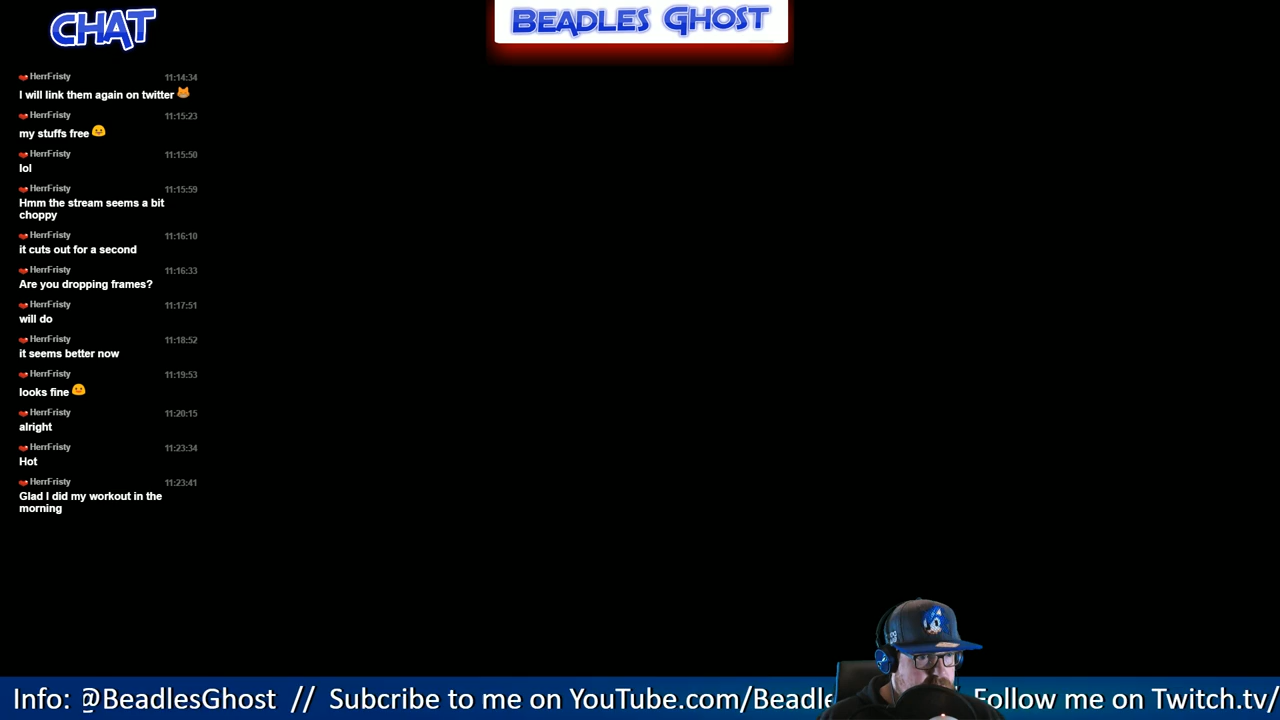 CHAT
BEADLES GHOST
HerrFristy 11:14:34
I will link them again on twitter
HerrFristy 11:15:23
my stuffs free
HerrFristy 11:15:50
lol
HerrFristy 11:15:59
Hmm the stream seems a bit
choppy
HerrFristy 11:16:10
it cuts out for a second
HerrFristy 11:16:33
Are you dropping frames?
HerrFristy 11:17:51
will do
HerrFristy 11:18:52
it seems better now
HerrFristy 11:19:53
looks fine
HerrFristy 11:20:15
alright
HerrFristy 11:23:34
Hot
HerrFristy 11:23:41
Glad I did my workout in the
morning
Info: @BeadlesGhost // Subcribe to me on YouTube.com/Beadle Follow me on Twitch.tv/